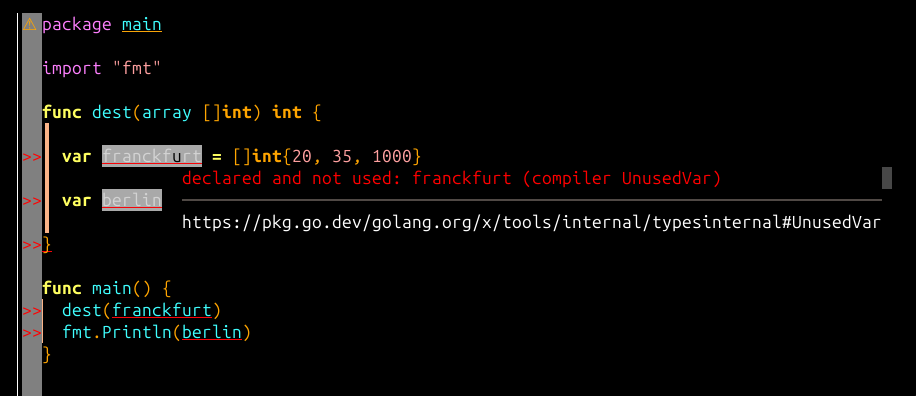 ⚠ package main
import "fmt"
func dest(array []int) int {
>> var franckfurt = []int{20, 35, 1000}
declared and not used: franckfurt (compiler UnusedVar)
>> var berlin
https://pkg.go.dev/golang.org/x/tools/internal/typesinternal#UnusedVar
>> }
func main() {
>> dest(franckfurt)
>> fmt.Println(berlin)
}